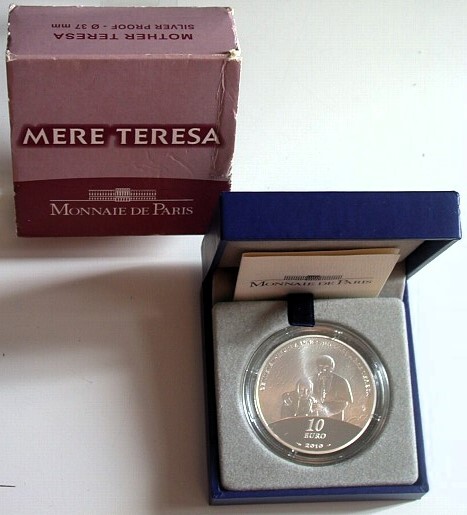 MOTHER TERESA
SILVER PROOF - Ø 37 mm
MERE TERESA
MONNAIE DE PARIS
MONNAIE DE PARIS
10
EURO
2010